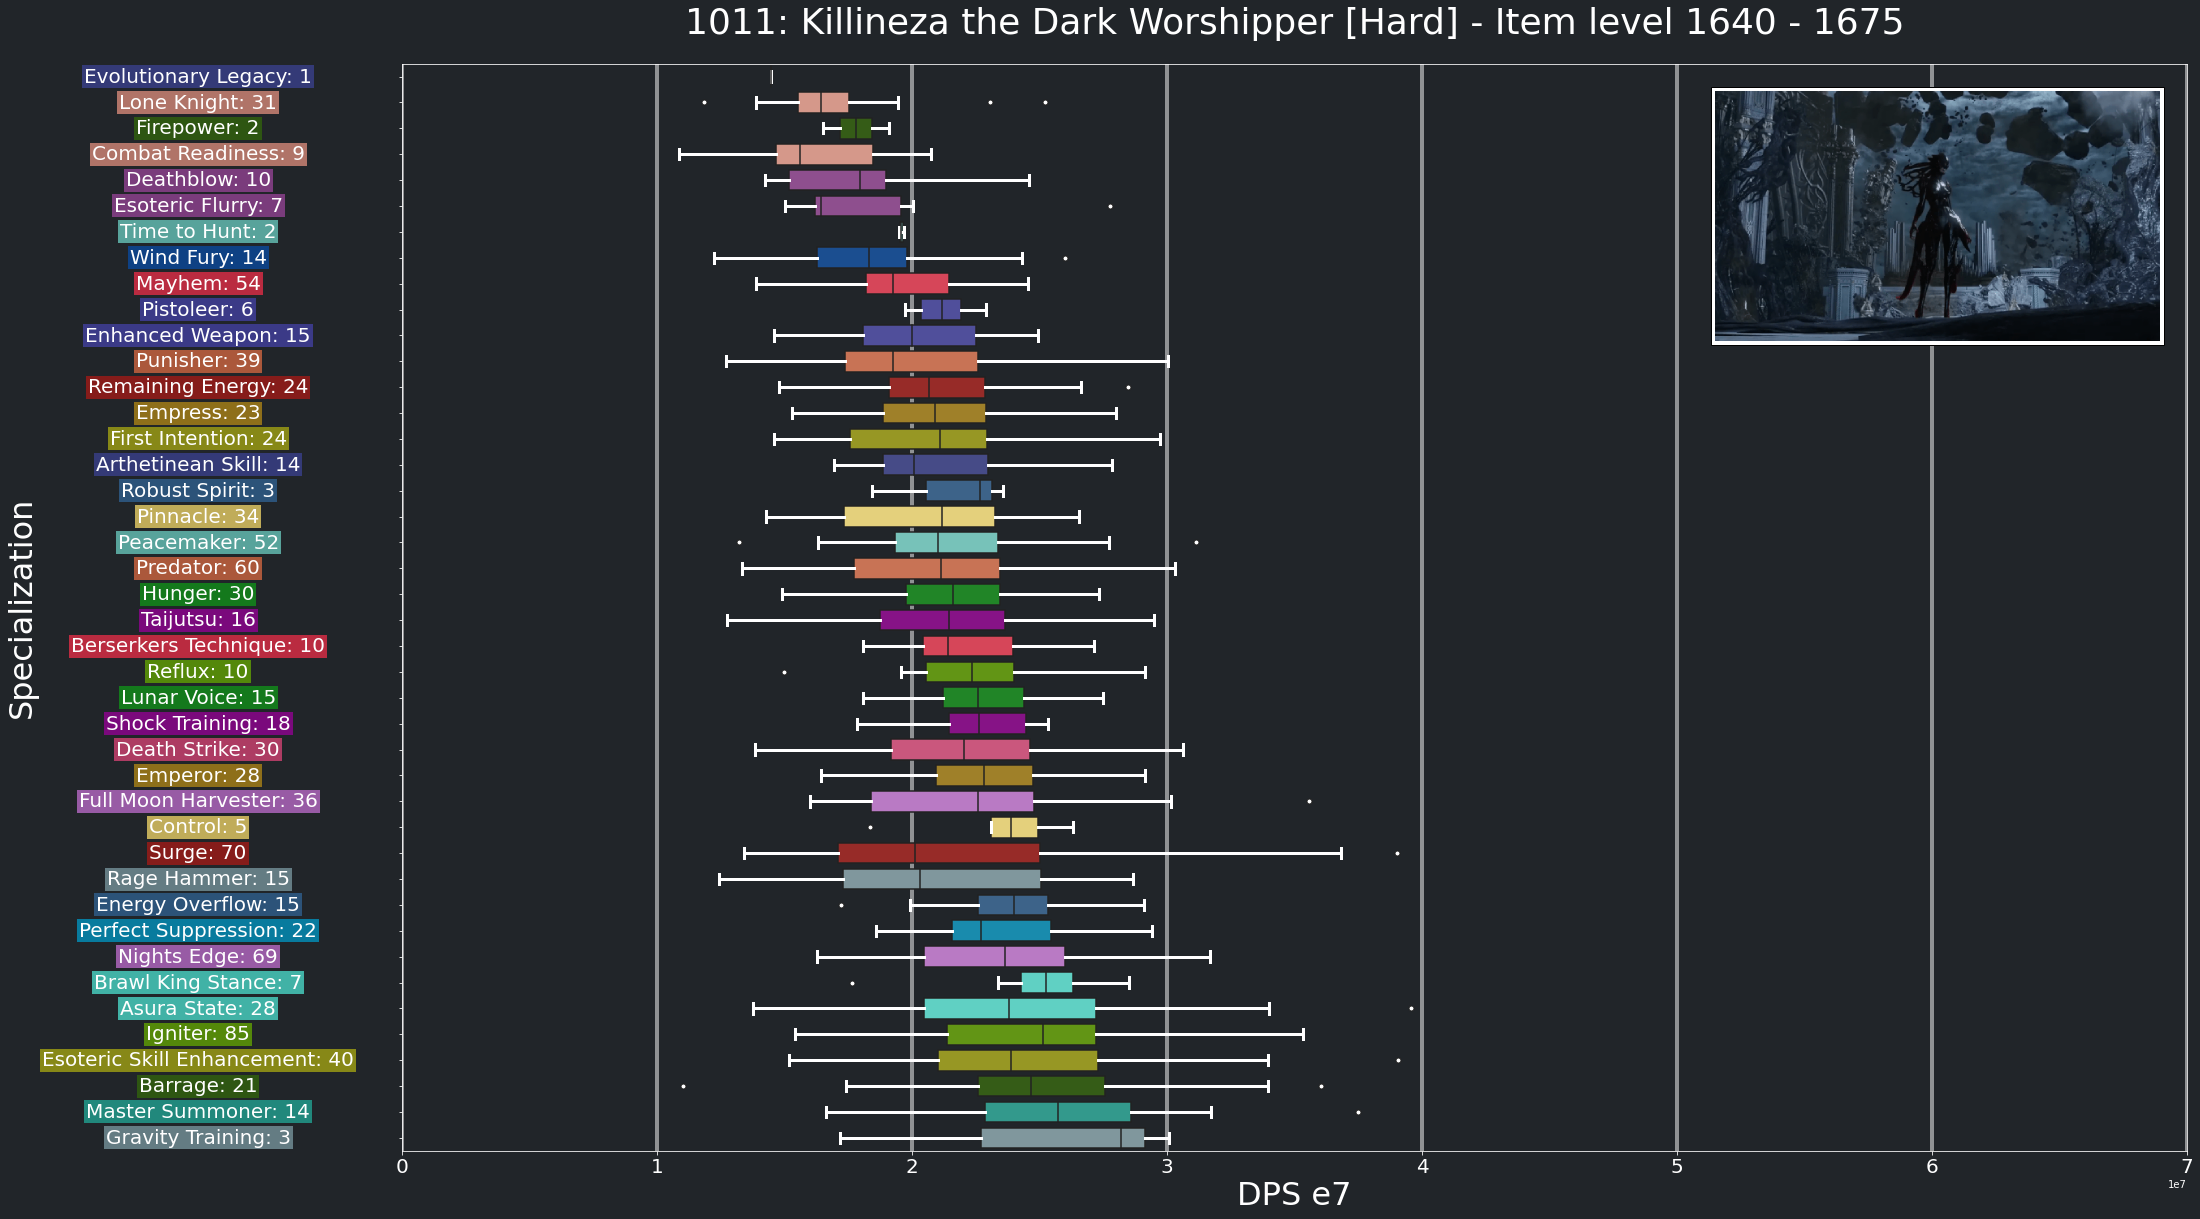 1011: Killineza the Dark Worshipper [Hard] - Item level 1640 - 1675
Specialization
Evolutionary Legacy: 1
Lone Knight: 31
Firepower: 2
Combat Readiness: 9
Deathblow: 10
Esoteric Flurry: 7
Time to Hunt: 2
Wind Fury: 14
Mayhem: 54
Pistoleer: 6
Enhanced Weapon: 15
Punisher: 39
Remaining Energy: 24
Empress: 23
First Intention: 24
Arthetinean Skill: 14
Robust Spirit: 3
Pinnacle: 34
Peacemaker: 52
Predator: 60
Hunger: 30
Taijutsu: 16
Berserkers Technique: 10
Reflux: 10
Lunar Voice: 15
Shock Training: 18
Death Strike: 30
Emperor: 28
Full Moon Harvester: 36
Control: 5
Surge: 70
Rage Hammer: 15
Energy Overflow: 15
Perfect Suppression: 22
Nights Edge: 69
Brawl King Stance: 7
Asura State: 28
Igniter: 85
Esoteric Skill Enhancement: 40
Barrage: 21
Master Summoner: 14
Gravity Training: 3
0 1 2 3 4 5 6 7
1e7
DPS e7